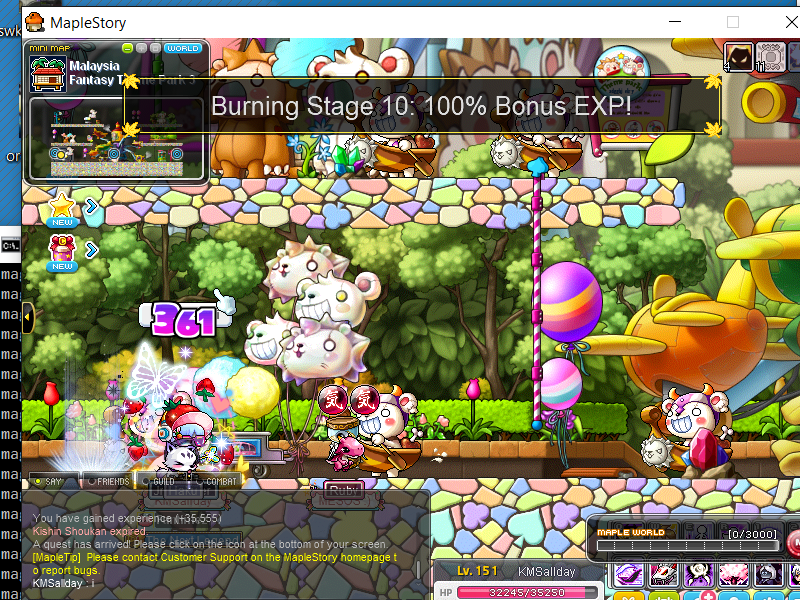 MapleStory
MINI MAP
WORLD
Malaysia
Fantasy Theme Park 3
Burning Stage 10: 100% Bonus EXP!
NEW
NEW
361
気 気
SAY FRIENDS GUILD COMBAT
Ruby
You have gained experience (+35,555)
Kishin Shoukan expired
A quest has arrived! Please click on the icon at the bottom of your screen.
[MapleTip] Please contact Customer Support on the MapleStory homepage t
o report bugs.
KMSallday : i
MAPLE WORLD
[0/3000]
Lv. 151 KMSallday
HP 32245/35250